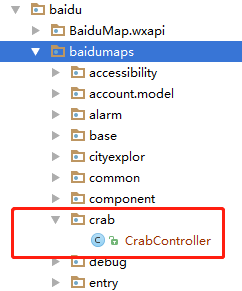 baidu
BaiduMap.wxapi
baidumaps
accessibility
account.model
alarm
base
cityexplor
common
component
crab
CrabController
debug
entry